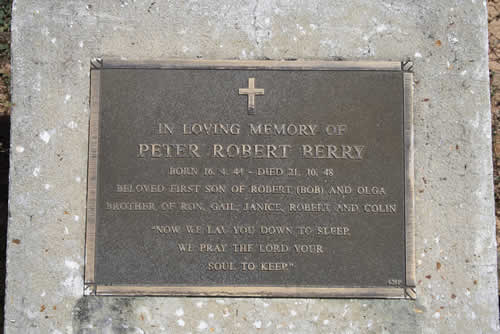 IN LOVING MEMORY OF
PETER ROBERT BERRY
BORN 16. 4. 44 - DIED 21. 10. 48
BELOVED FIRST SON OF ROBERT (BOB) AND OLGA
BROTHER OF RON, GAIL, JANICE, ROBERT AND COLIN
"NOW WE LAY YOU DOWN TO SLEEP
WE PRAY THE LORD YOUR
SOUL TO KEEP"